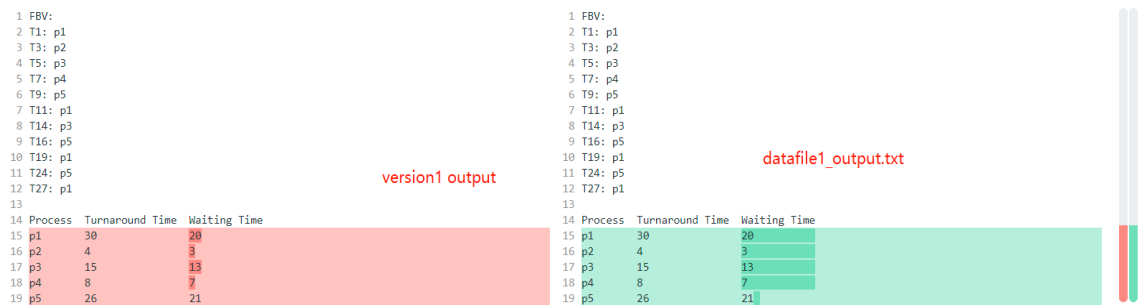 1 FBV:
2 T1: p1
3 T3: p2
4 T5: p3
5 T7: p4
6 T9: p5
7 T11: p1
8 T14: p3
9 T16: p5
10 T19: p1
11 T24: p5
12 T27: p1
13
14 Process Turnaround Time Waiting Time
15 p1 30 20
16 p2 4 3
17 p3 15 13
18 p4 8 7
19 p5 26 21
version1 output
1 FBV:
2 T1: p1
3 T3: p2
4 T5: p3
5 T7: p4
6 T9: p5
7 T11: p1
8 T14: p3
9 T16: p5
10 T19: p1
11 T24: p5
12 T27: p1
13
14 Process Turnaround Time Waiting Time
15 p1 30 20
16 p2 4 3
17 p3 15 13
18 p4 8 7
19 p5 26 21
datafile1_output.txt